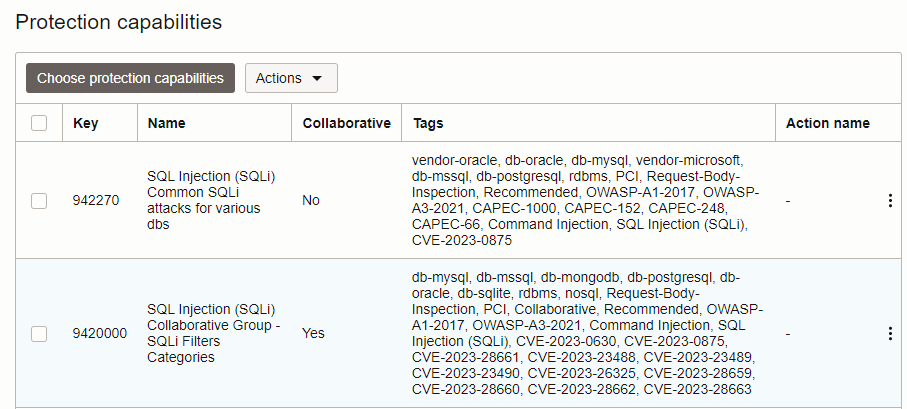 Protection capabilities
Choose protection capabilities
Actions
Key
Name
Collaborative
Tags
Action name
942270
SQL Injection (SQLi)
Common SQLi
attacks for various
dbs
No
vendor-oracle, db-oracle, db-mysql, vendor-microsoft,
db-mssql, db-postgresql, rdbms, PCI, Request-Body-
Inspection, Recommended, OWASP-A1-2017, OWASP-
A3-2021, CAPEC-1000, CAPEC-152, CAPEC-248,
CAPEC-66, Command Injection, SQL Injection (SQLi),
CVE-2023-0875
-
9420000
SQL Injection (SQLi)
Collaborative Group -
SQLi Filters
Categories
Yes
db-mysql, db-mssql, db-mongodb, db-postgresql, db-
oracle, db-sqlite, rdbms, nosql, Request-Body-
Inspection, PCI, Collaborative, Recommended, OWASP-
A1-2017, OWASP-A3-2021, Command Injection, SQL
Injection (SQLi), CVE-2023-0630, CVE-2023-0875,
CVE-2023-28661, CVE-2023-23488, CVE-2023-23489,
CVE-2023-23490, CVE-2023-26325, CVE-2023-28659,
CVE-2023-28660, CVE-2023-28662, CVE-2023-28663
-